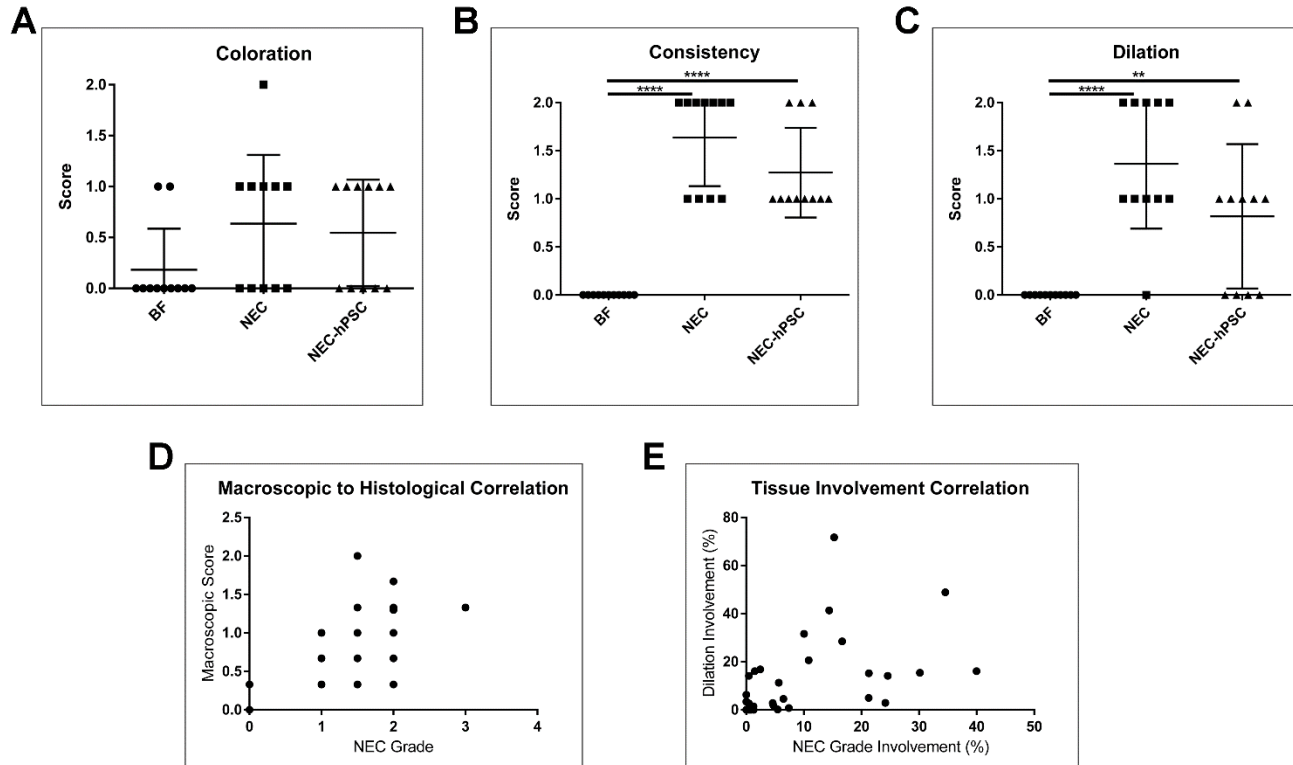 A
Coloration
Score
2.0
1.5
1.0
0.5
0.0
BF
NEC
NEC-hPSC
B
Consistency
****
****
Score
2.0
1.5
1.0
0.5
0.0
BF
NEC
NEC-hPSC
C
Dilation
**
****
Score
2.0
1.5
1.0
0.5
0.0
BF
NEC
NEC-hPSC
D
Macroscopic to Histological Correlation
Macroscopic Score
2.5
2.0
1.5
1.0
0.5
0.0
0 1 2 3 4
NEC Grade
E
Tissue Involvement Correlation
Dilation Involvement (%)
80
60
40
20
0
0 10 20 30 40 50
NEC Grade Involvement (%)